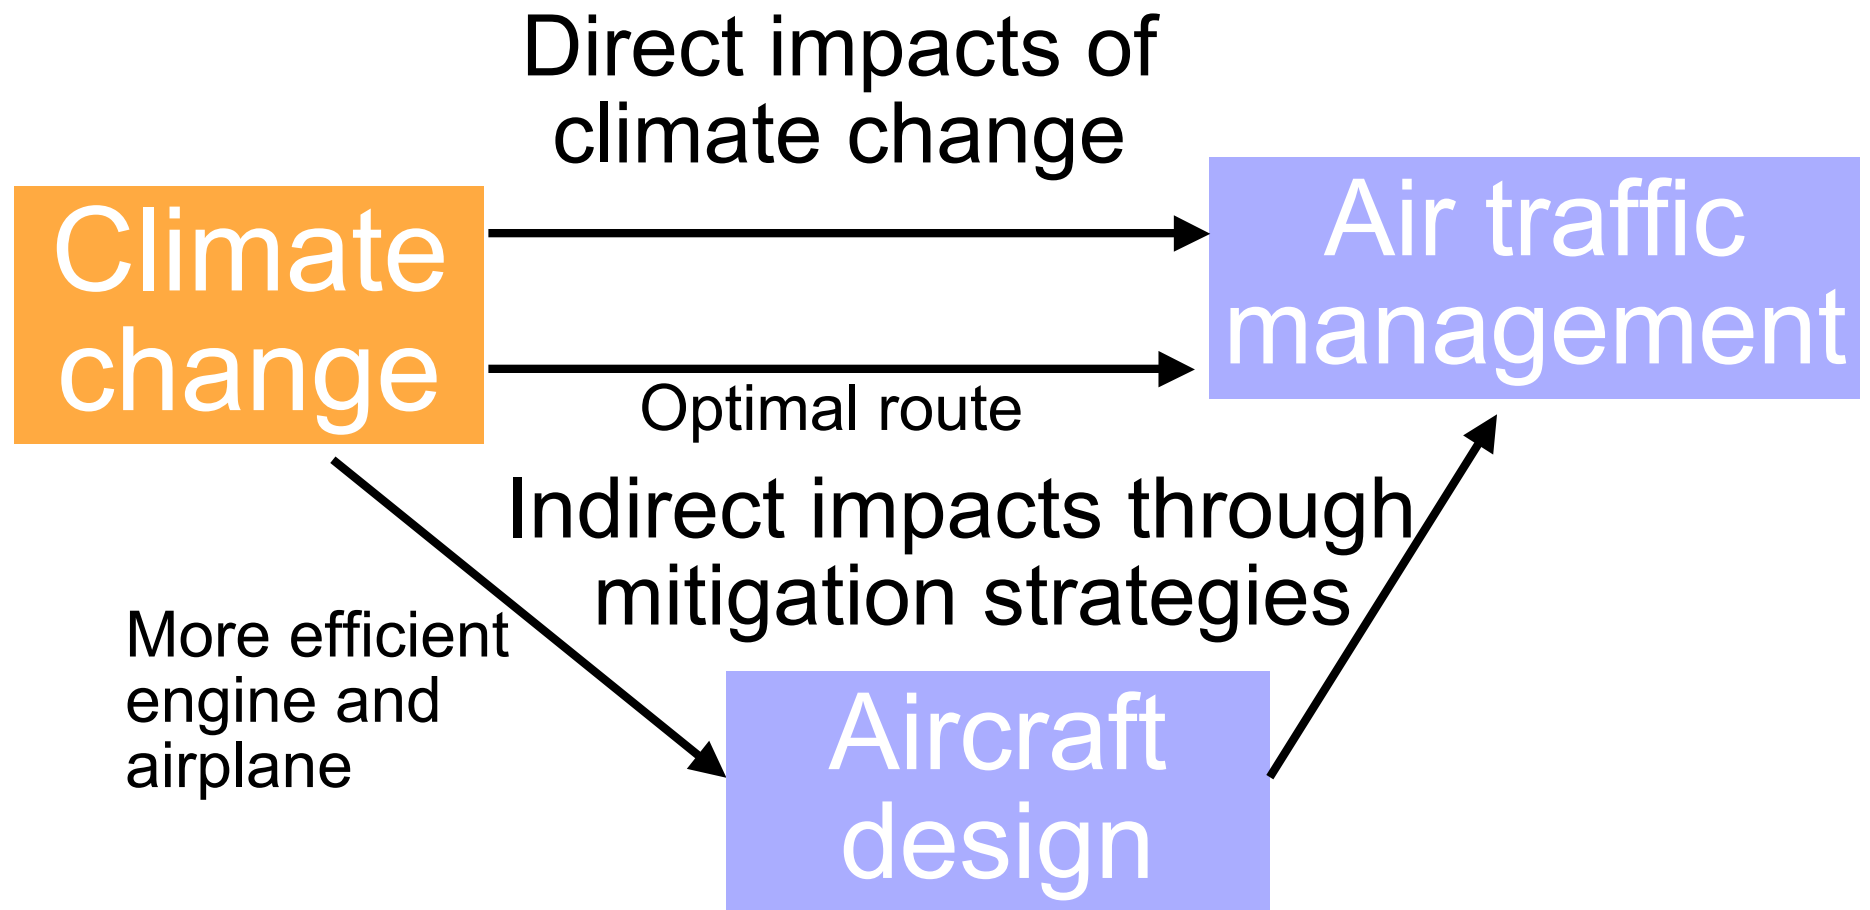 Direct impacts of
climate change
Climate
change
Air traffic
management
Optimal route
Indirect impacts through
mitigation strategies
More efficient
engine and
airplane
Aircraft
design